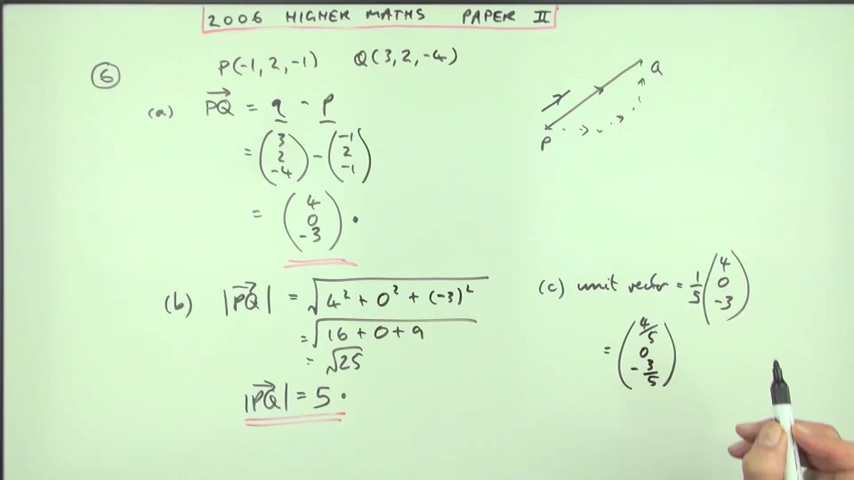 2006 HIGHER MATHS PAPER II
6 P(-1, 2, -1) Q(3, 2, -4)
(a) PQ→ = q - p
= (3 2 -4) - (-1 2 -1)
= (4 0 -3) .
(b) |PQ→| = √4² + 0² + (-3)²
= √16 + 0 + 9
= √25
|PQ→| = 5 .
P Q
(c) unit vector = 1/5 (4 0 -3)
= (4/5 0 -3/5)